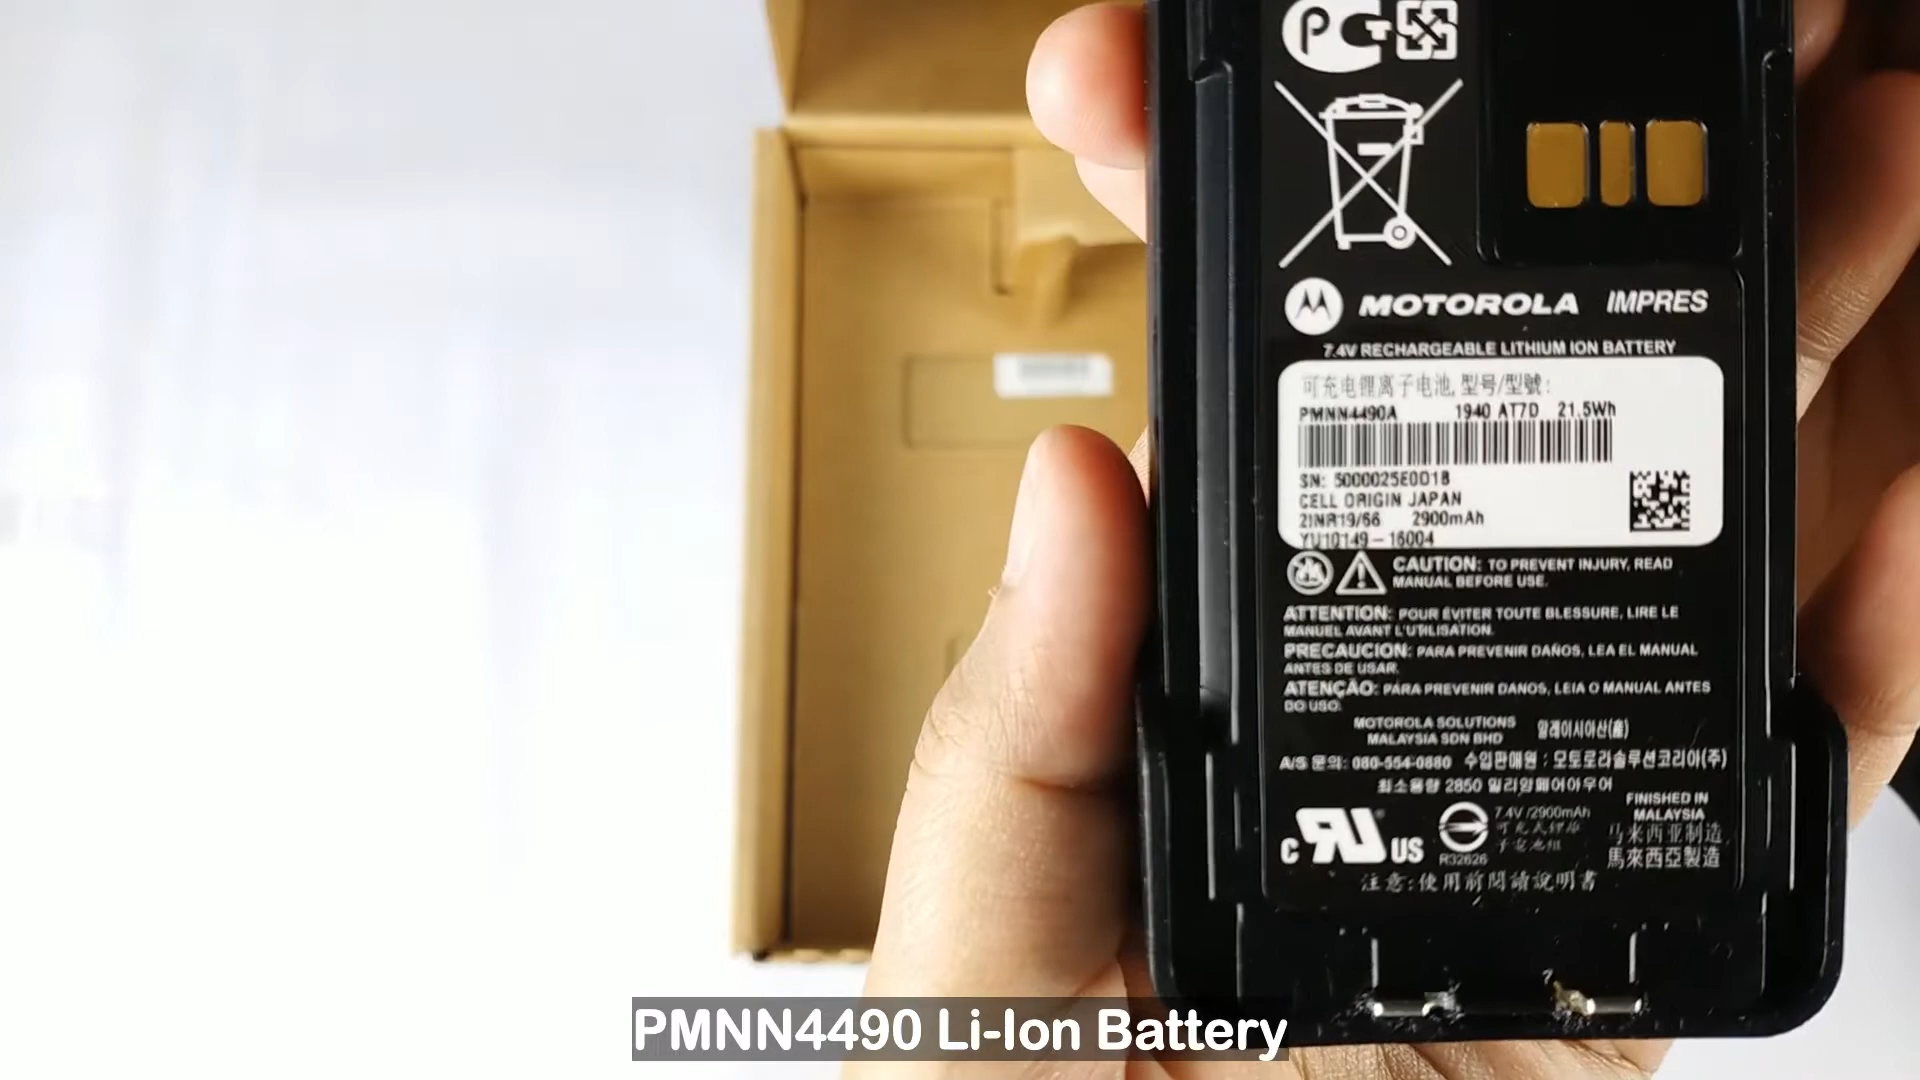 MOTOROLA IMPRES
7.4V RECHARGEABLE LITHIUM ION BATTERY
可充电锂离子电池, 型号/型號:
PMNN4490A 1940 AT7D 21.5Wh
SN: 5000025E001B
CELL ORIGIN JAPAN
2INR19/66 2900mAh
YU10149-16004
CAUTION: TO PREVENT INJURY, READ
MANUAL BEFORE USE.
ATTENTION: POUR ÉVITER TOUTE BLESSURE, LIRE LE
MANUEL AVANT L'UTILISATION.
PRECAUCION: PARA PREVENIR DAÑOS, LEA EL MANUAL
ANTES DE USAR.
ATENÇÃO: PARA PREVENIR DANOS, LEIA O MANUAL ANTES
DO USO.
MOTOROLA SOLUTIONS
MALAYSIA SDN BHD
말레이시아산
A/S 문의: 080-554-0880 수입판매원 : 모토로라솔루션코리아(주)
최소용량 2850 밀리암페어아우어
c US
R32626
7.4V /2900mAh
FINISHED IN
MALAYSIA
马来西亚制造
馬來西亞製造
注意:使用前閱讀說明書
PMNN4490 Li-Ion Battery